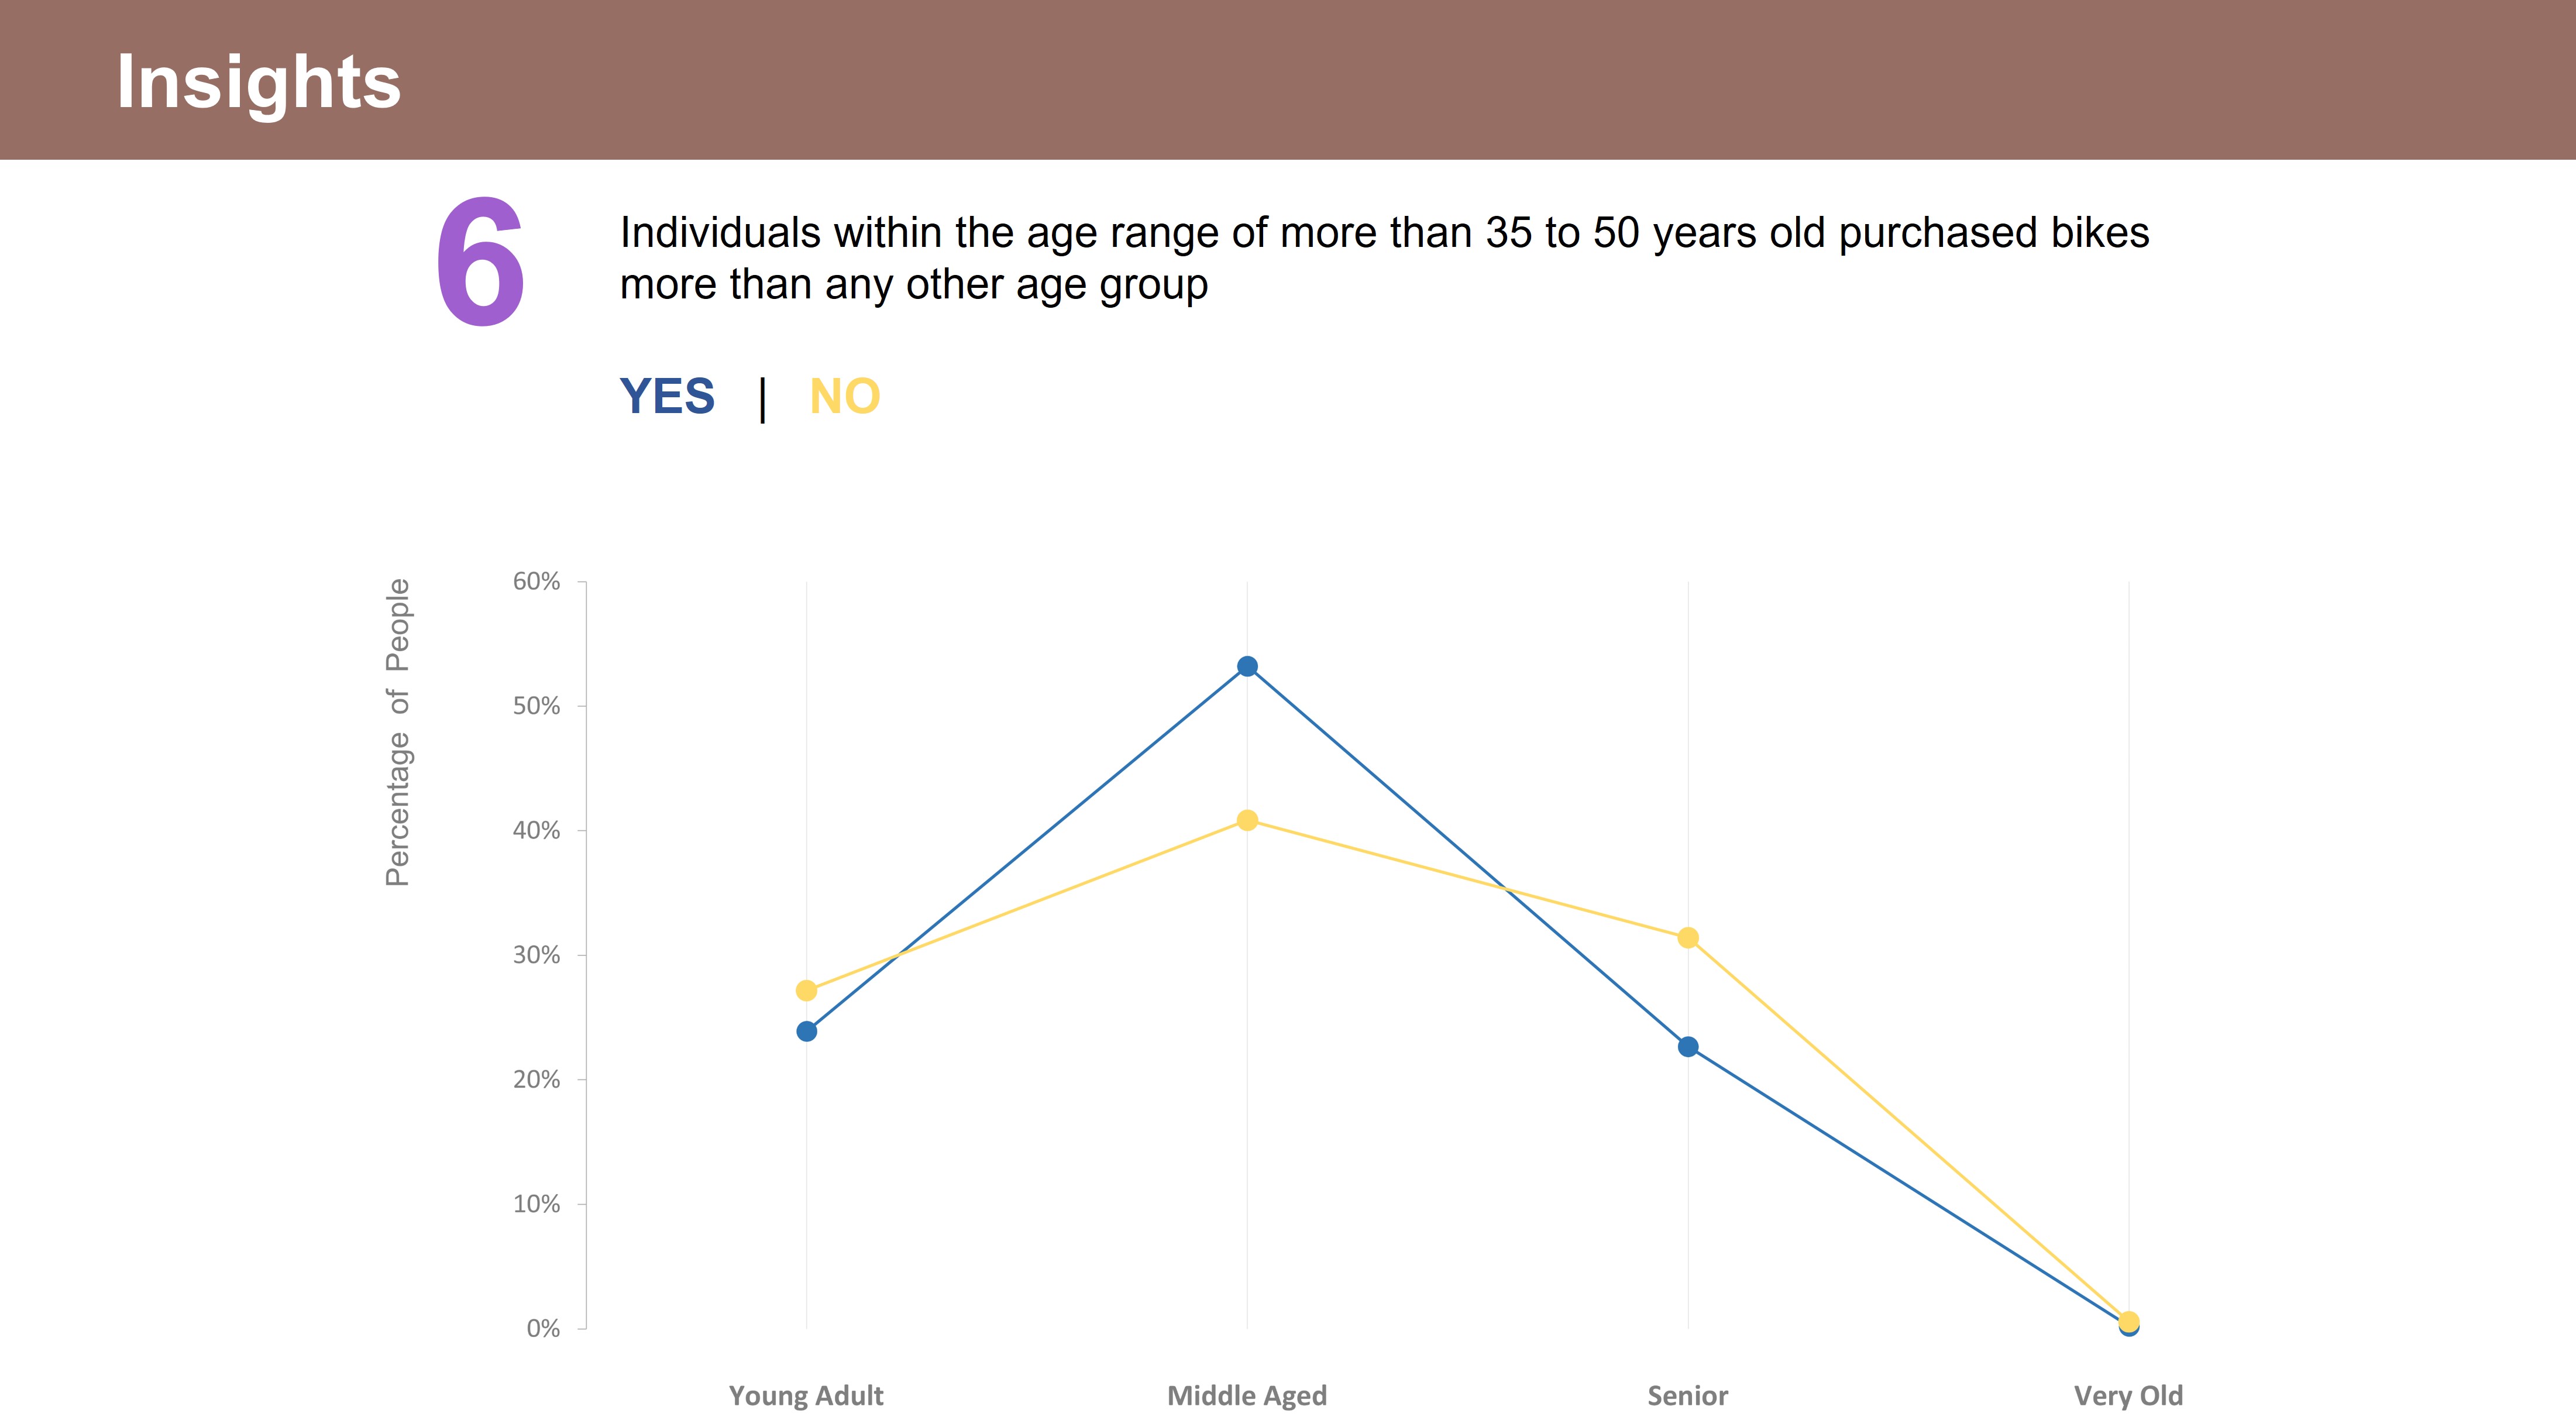 Insights
6
Individuals within the age range of more than 35 to 50 years old purchased bikes
more than any other age group
YES | NO
Percentage of People
60%
50%
40%
30%
20%
10%
0%
Young Adult
Middle Aged
Senior
Very Old